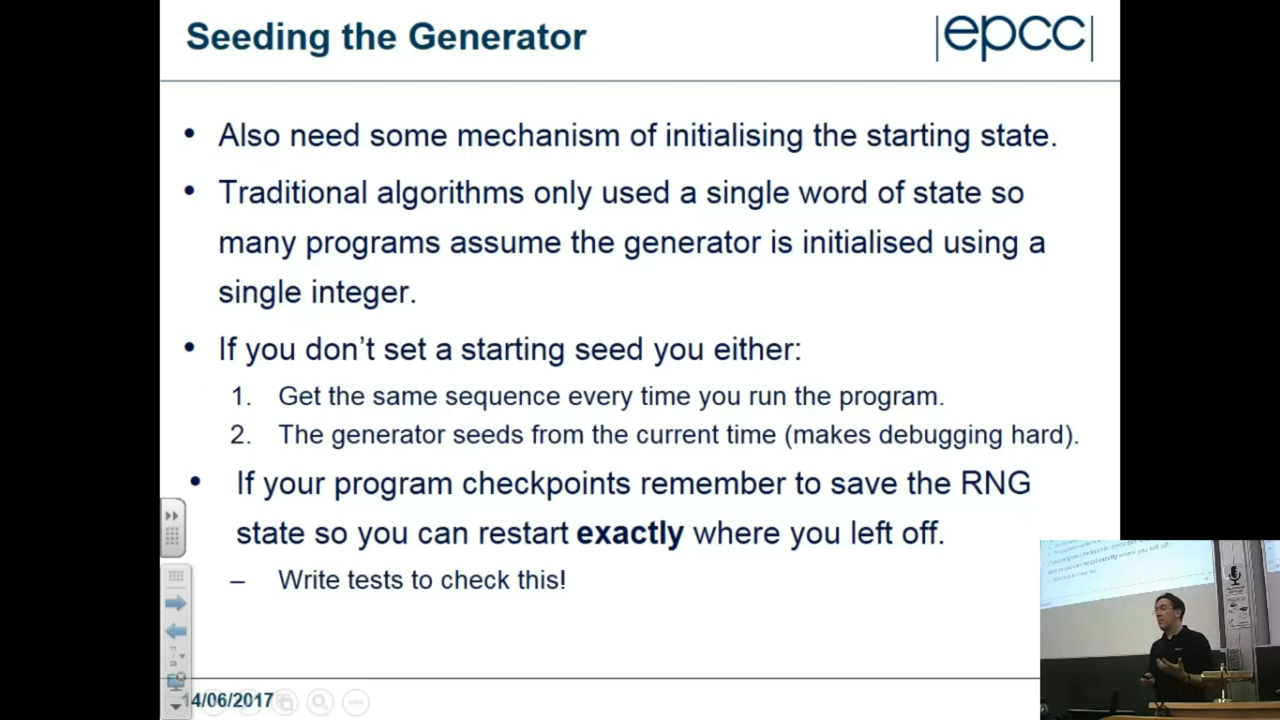 Seeding the Generator
|epcc|
• Also need some mechanism of initialising the starting state.
• Traditional algorithms only used a single word of state so
many programs assume the generator is initialised using a
single integer.
• If you don't set a starting seed you either:
1. Get the same sequence every time you run the program.
2. The generator seeds from the current time (makes debugging hard).
• If your program checkpoints remember to save the RNG
state so you can restart exactly where you left off.
– Write tests to check this!
14/06/2017